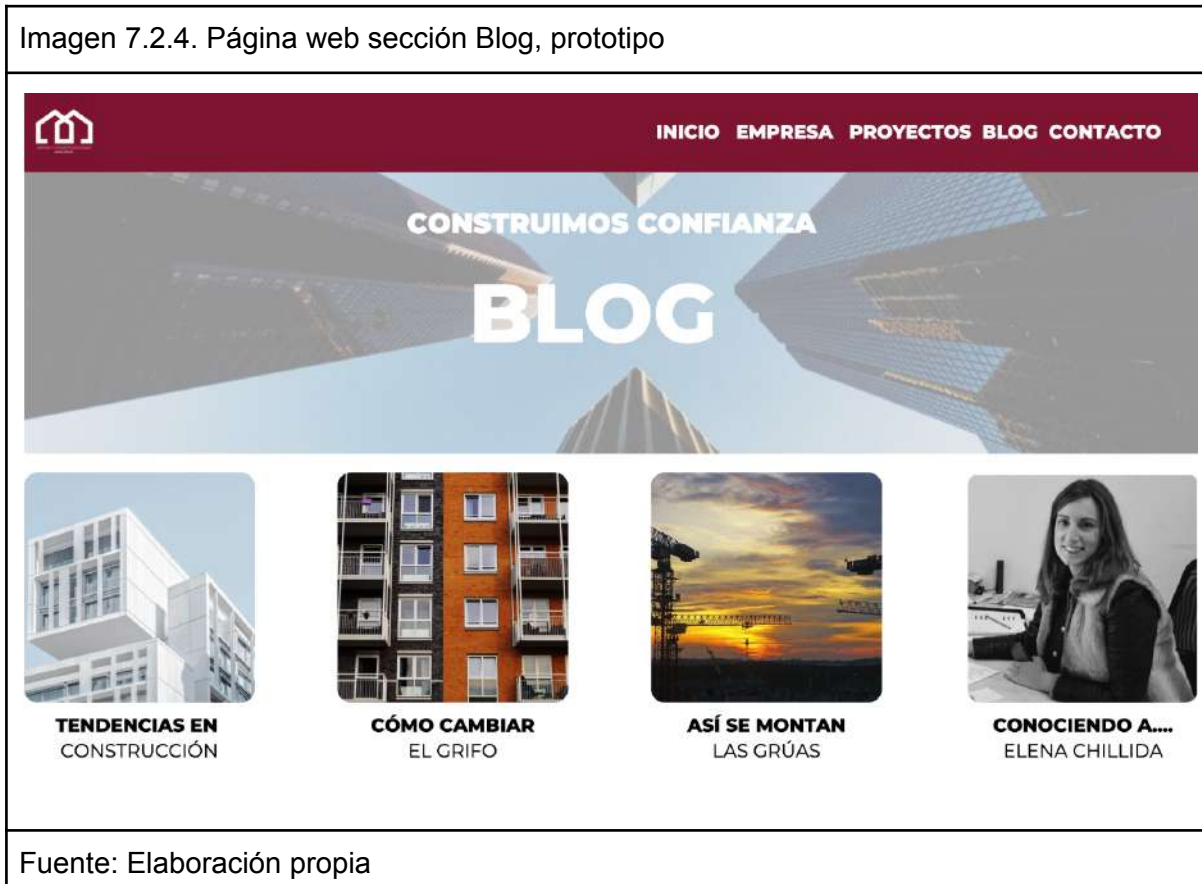 Imagen 7.2.4. Página web sección Blog, prototipo
INICIO EMPRESA PROYECTOS BLOG CONTACTO
CONSTRUIMOS CONFIANZA
BLOG
TENDENCIAS EN
CONSTRUCCIÓN
CÓMO CAMBIAR
EL GRIFO
ASÍ SE MONTAN
LAS GRÚAS
CONOCIENDO A....
ELENA CHILLIDA
Fuente: Elaboración propia